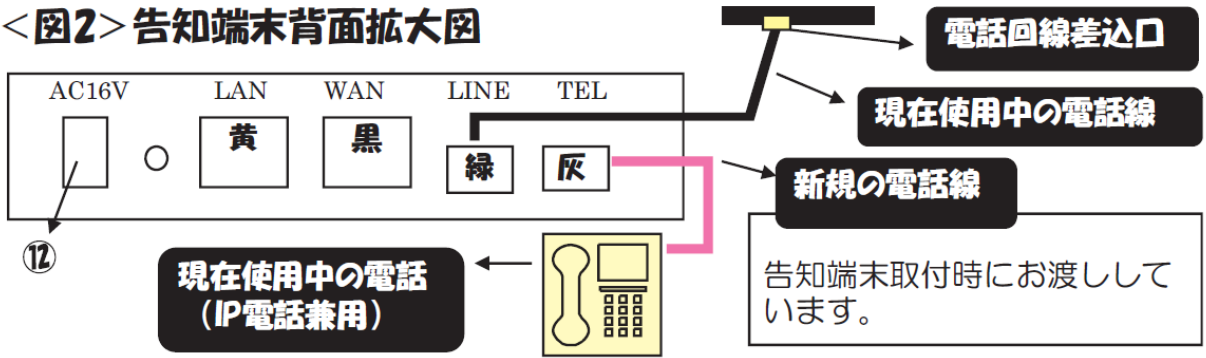 <図2>告知端末背面拡大図
電話回線差込口
AC16V LAN WAN LINE TEL
現在使用中の電話線
黄 黒
緑 灰
新規の電話線
⑫
現在使用中の電話
(IP電話兼用)
告知端末取付時にお渡しして
います。